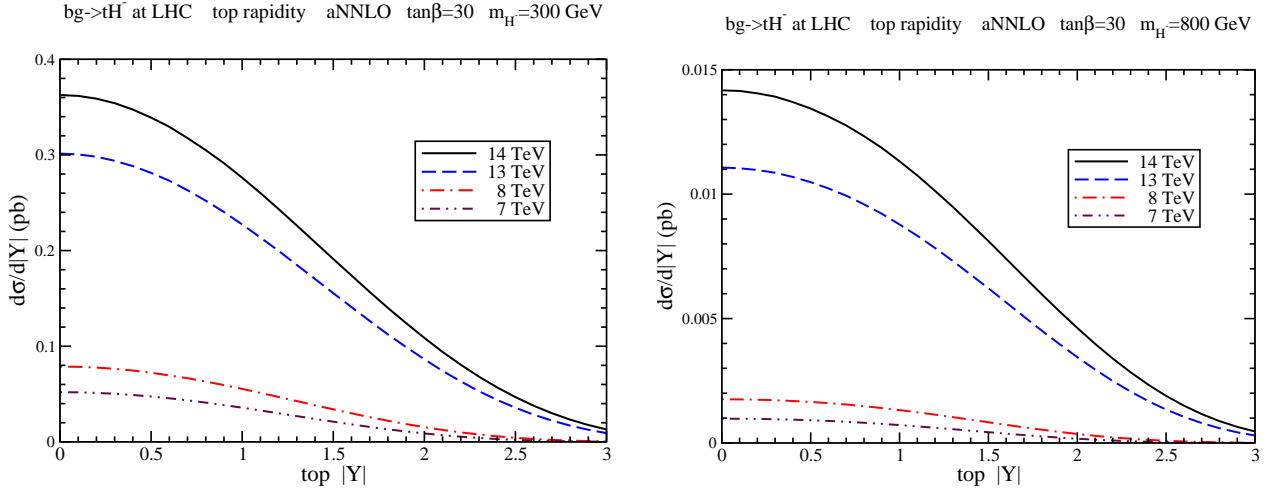 bg->tH⁻ at LHC top rapidity aNNLO tanβ=30 m_H⁻=300 GeV
0.4
0.3
0.2
0.1
0
dσ/d|Y| (pb)
14 TeV
13 TeV
8 TeV
7 TeV
0 0.5 1 1.5 2 2.5 3
top |Y|
bg->tH⁻ at LHC top rapidity aNNLO tanβ=30 m_H⁻=800 GeV
0.015
0.01
0.005
0
dσ/d|Y| (pb)
14 TeV
13 TeV
8 TeV
7 TeV
0 0.5 1 1.5 2 2.5 3
top |Y|